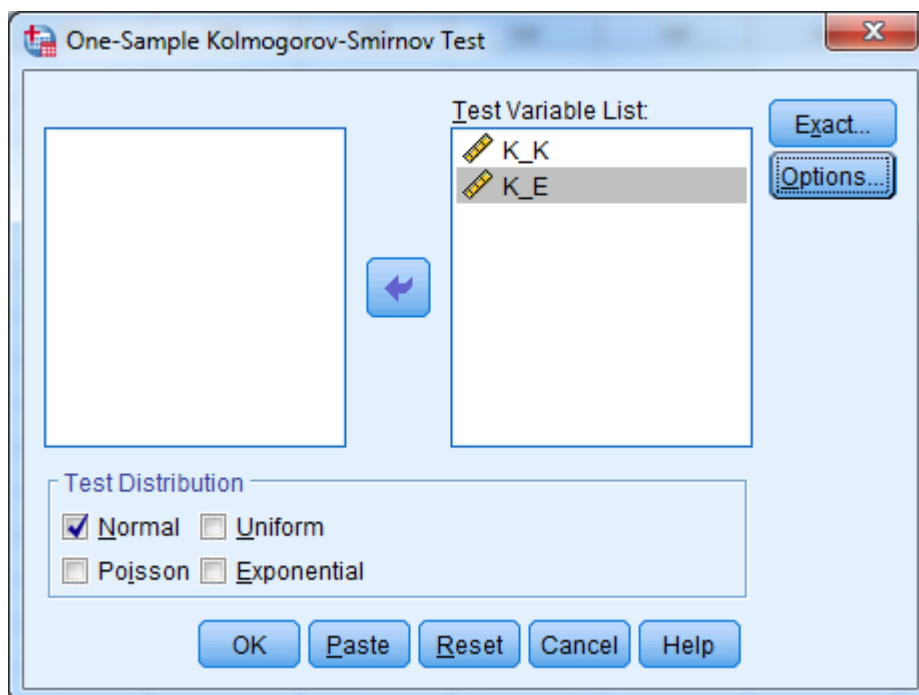 One-Sample Kolmogorov-Smirnov Test
Test Variable List:
K_K
K_E
Exact...
Options...
Test Distribution
Normal Uniform
Poisson Exponential
OK Paste Reset Cancel Help